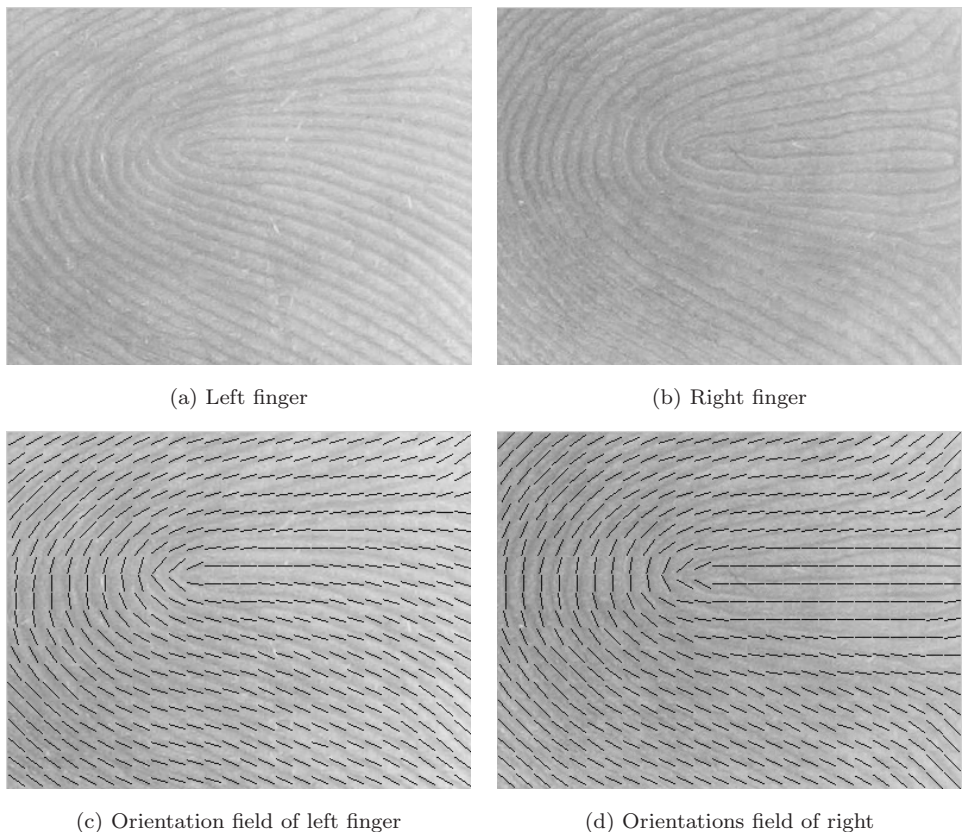 (a) Left finger
(b) Right finger
(c) Orientation field of left finger
(d) Orientations field of right